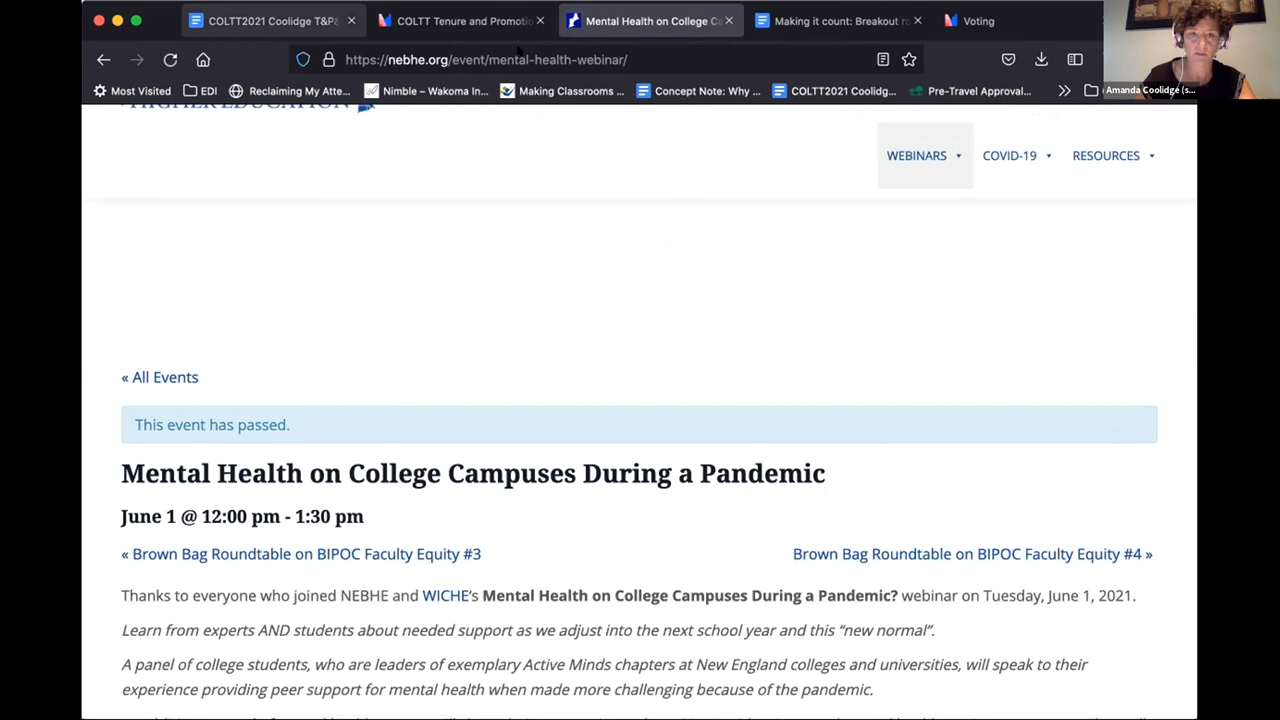 COLTT2021 Coolidge T&P&
COLTT Tenure and Promotio
Mental Health on College Ca
Making it count: Breakout ro
Voting
https://nebhe.org/event/mental-health-webinar/
Most Visited
EDI
Reclaiming My Atte...
Nimble – Wakoma In...
Making Classrooms ...
Concept Note: Why ...
COLTT2021 Coolidg...
Pre-Travel Approval...
Amanda Coolidge (s...
HIGHER EDUCATION
WEBINARS
COVID-19
RESOURCES
« All Events
This event has passed.
Mental Health on College Campuses During a Pandemic
June 1 @ 12:00 pm - 1:30 pm
« Brown Bag Roundtable on BIPOC Faculty Equity #3
Brown Bag Roundtable on BIPOC Faculty Equity #4 »
Thanks to everyone who joined NEBHE and WICHE‘s Mental Health on College Campuses During a Pandemic? webinar on Tuesday, June 1, 2021.
Learn from experts AND students about needed support as we adjust into the next school year and this “new normal”.
A panel of college students, who are leaders of exemplary Active Minds chapters at New England colleges and universities, will speak to their
experience providing peer support for mental health when made more challenging because of the pandemic.